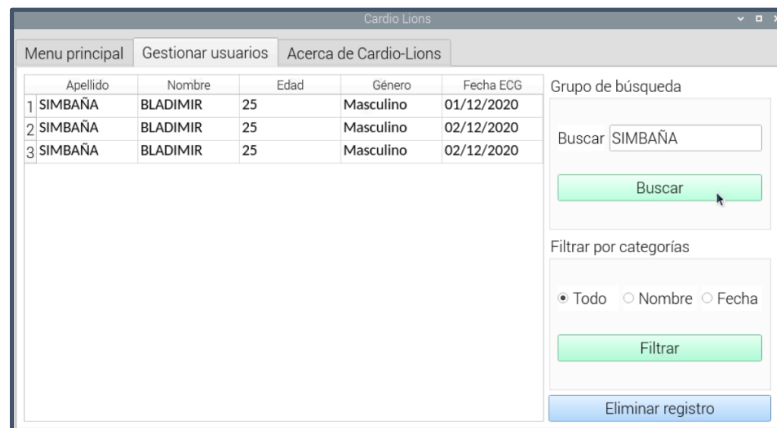 Cardio Lions
Menu principal Gestionar usuarios Acerca de Cardio-Lions
Apellido Nombre Edad Género Fecha ECG
1 SIMBAÑA BLADIMIR 25 Masculino 01/12/2020
2 SIMBAÑA BLADIMIR 25 Masculino 02/12/2020
3 SIMBAÑA BLADIMIR 25 Masculino 02/12/2020
Grupo de búsqueda
Buscar SIMBAÑA
Buscar
Filtrar por categorías
Todo Nombre Fecha
Filtrar
Eliminar registro